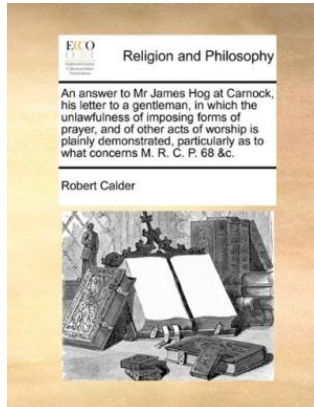 ECCO
Religion and Philosophy
An answer to Mr James Hog at Carnock,
his letter to a gentleman, in which the
unlawfulness of imposing forms of
prayer, and of other acts of worship is
plainly demonstrated, particularly as to
what concerns M. R. C. P. 68 &c.
Robert Calder